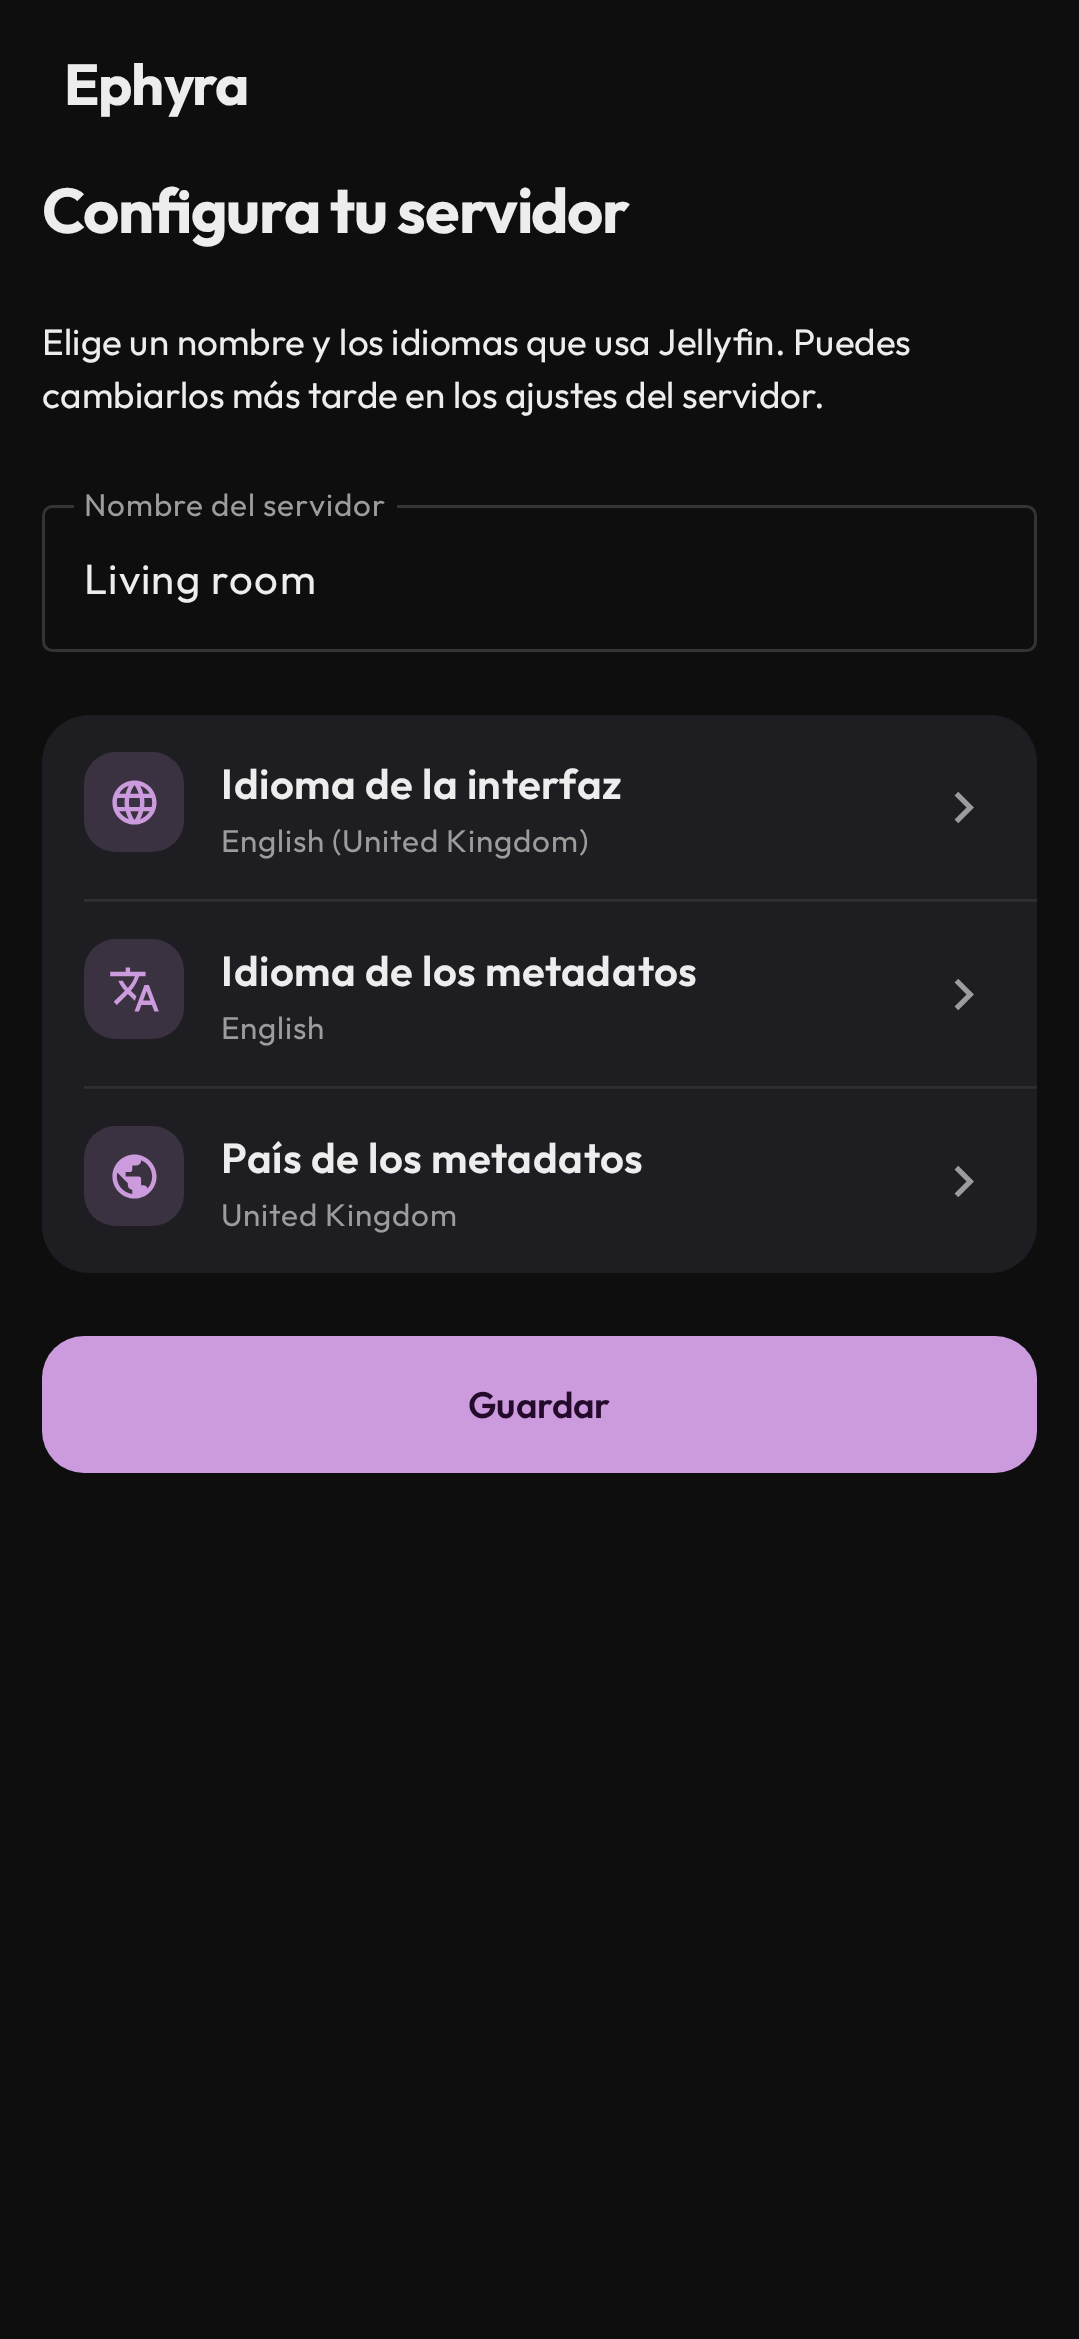 Ephyra
Configura tu servidor
Elige un nombre y los idiomas que usa Jellyfin. Puedes
cambiarlos más tarde en los ajustes del servidor.
Nombre del servidor
Living room
Idioma de la interfaz
English (United Kingdom)
Idioma de los metadatos
English
País de los metadatos
United Kingdom
Guardar